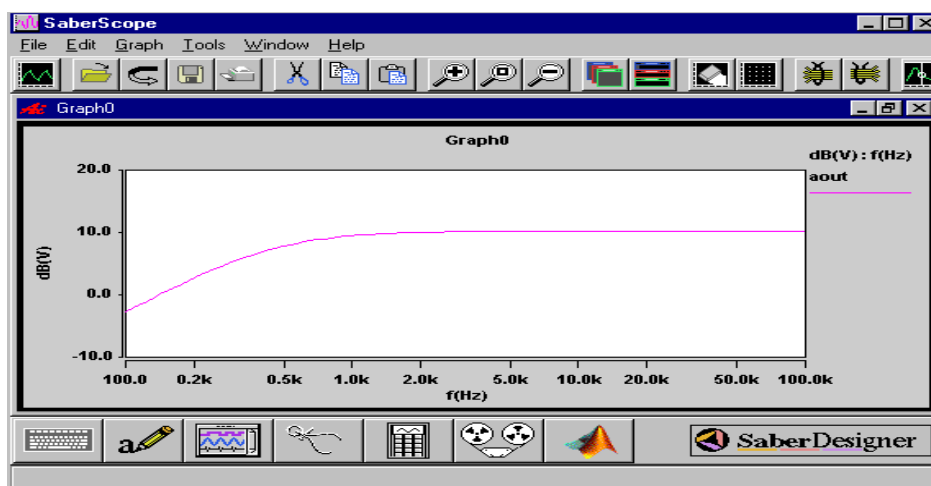 SaberScope
File Edit Graph Tools Window Help
Graph0
Graph0
dB(V) : f(Hz)
aout
20.0
10.0
0.0
-10.0
dB(V)
100.0 0.2k 0.5k 1.0k 2.0k 5.0k 10.0k 20.0k 50.0k 100.0k
f(Hz)
a
SaberDesigner